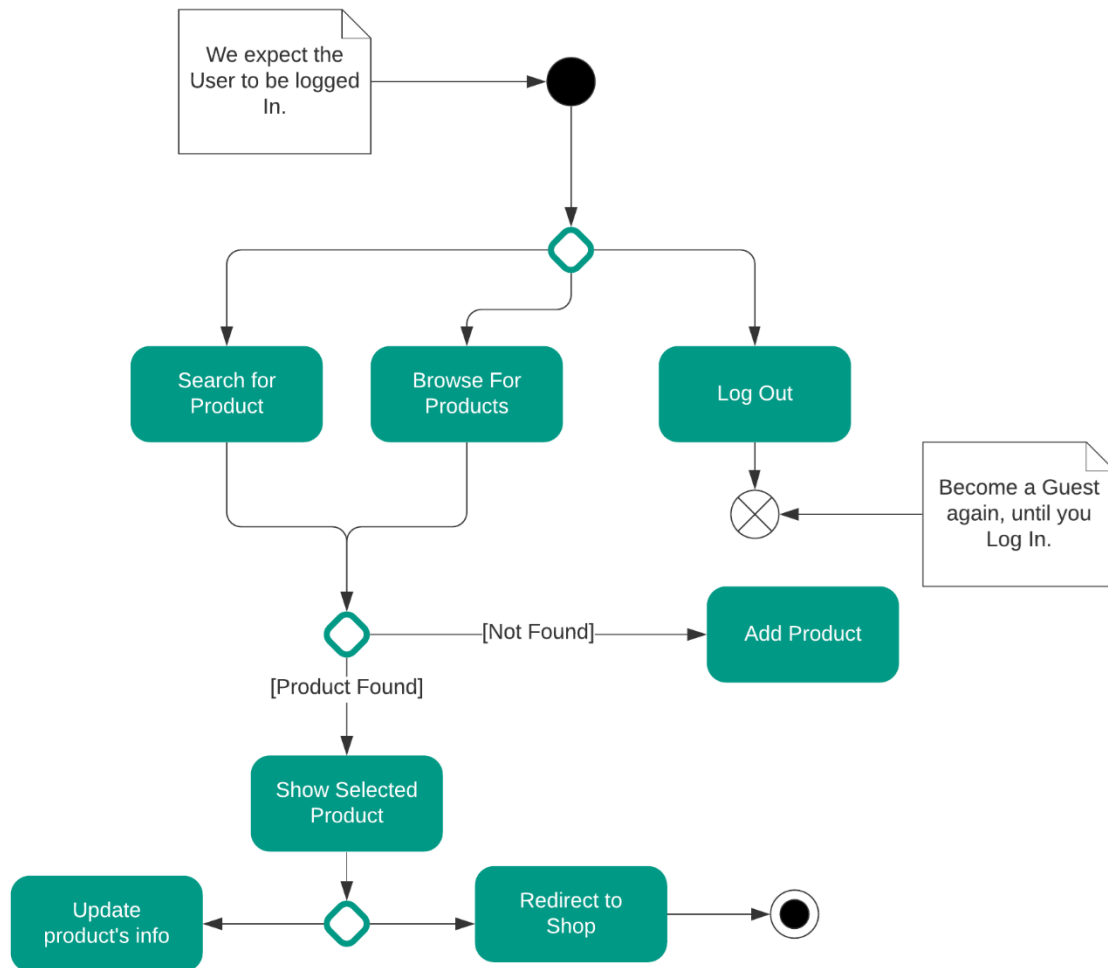 We expect the
User to be logged
In.
Search for
Product
Browse For
Products
Log Out
Become a Guest
again, until you
Log In.
[Not Found]
Add Product
[Product Found]
Show Selected
Product
Update
product's info
Redirect to
Shop